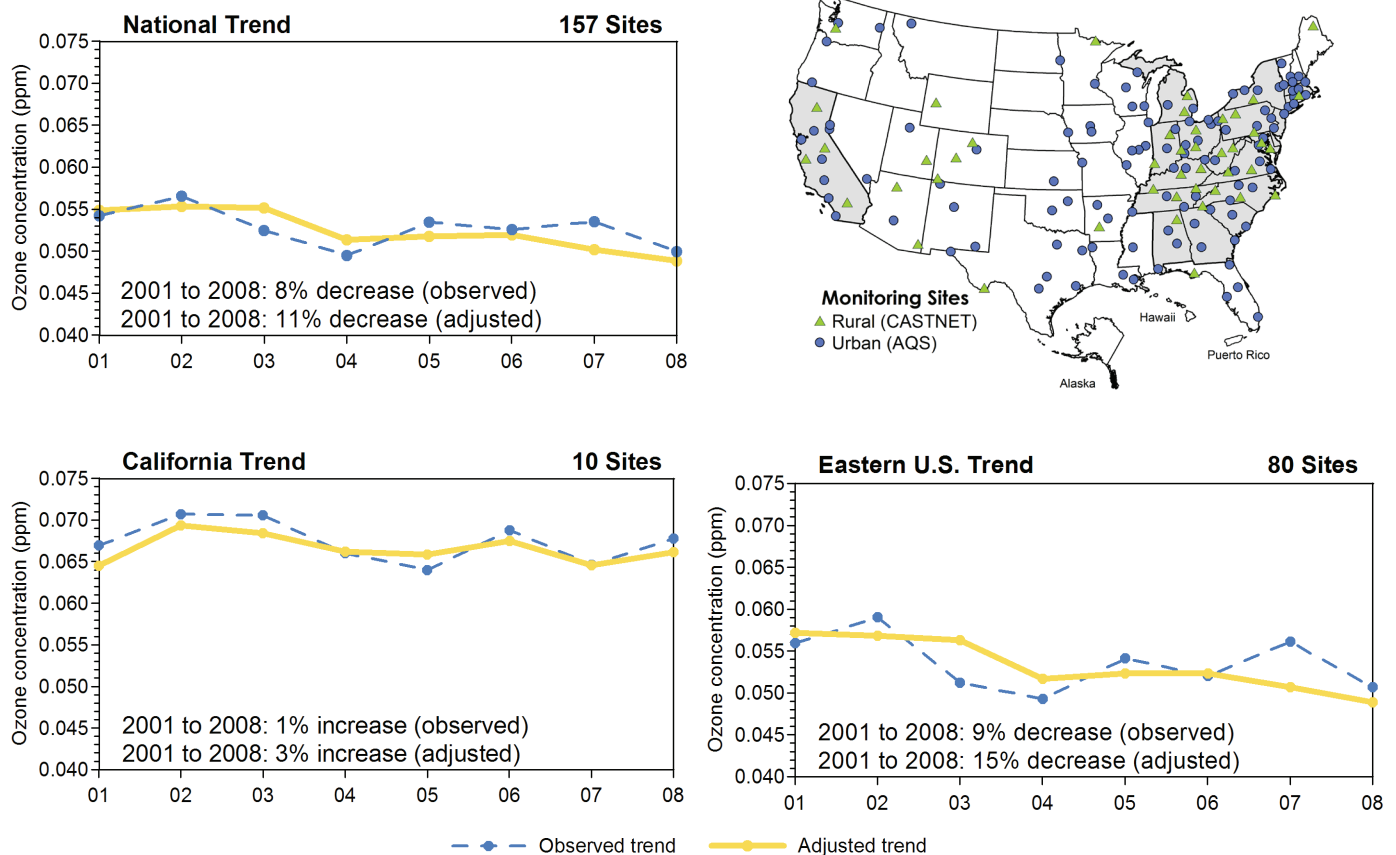 National Trend 157 Sites
Ozone concentration (ppm)
0.075
0.070
0.065
0.060
0.055
0.050
0.045
0.040
2001 to 2008: 8% decrease (observed)
2001 to 2008: 11% decrease (adjusted)
01 02 03 04 05 06 07 08
Monitoring Sites
Rural (CASTNET)
Urban (AQS)
Hawaii
Puerto Rico
Alaska
California Trend 10 Sites
Ozone concentration (ppm)
0.075
0.070
0.065
0.060
0.055
0.050
0.045
0.040
2001 to 2008: 1% increase (observed)
2001 to 2008: 3% increase (adjusted)
01 02 03 04 05 06 07 08
Eastern U.S. Trend 80 Sites
Ozone concentration (ppm)
0.075
0.070
0.065
0.060
0.055
0.050
0.045
0.040
2001 to 2008: 9% decrease (observed)
2001 to 2008: 15% decrease (adjusted)
01 02 03 04 05 06 07 08
Observed trend Adjusted trend